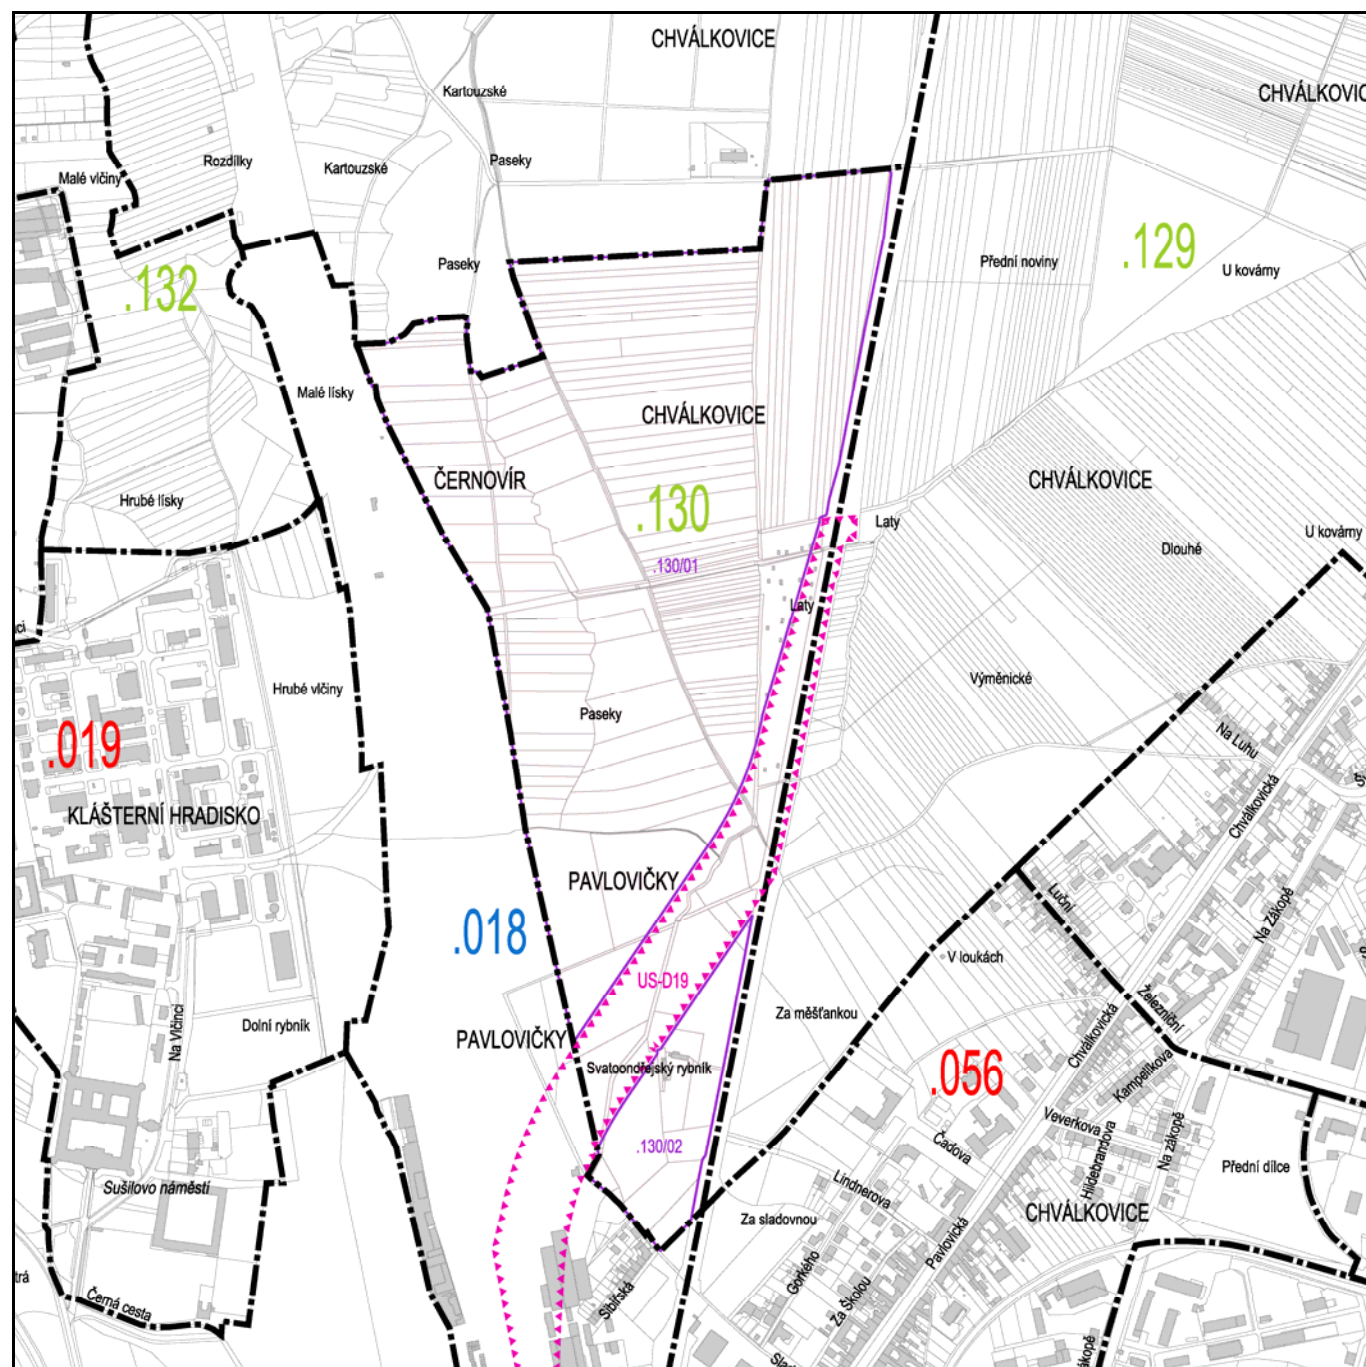 CHVÁLKOVICE
Kartouzské
CHVÁLKOVIC
Rozdílky
Kartouzské
Paseky
Malé vlčiny
.129
Přední noviny
U kovárny
Paseky
.132
Malé lísky
CHVÁLKOVICE
ČERNOVÍR
CHVÁLKOVICE
Hrubé lísky
.130
Laty
U kovárny
Dlouhé
.130/01
Laty
Výměnické
Hrubé vlčiny
Paseky
Na Luhu
.019
Chválkovická
KLÁŠTERNÍ HRADISKO
PAVLOVIČKY
Luční
Na Zákopě
.018
V loukách
US-D19
Železniční
Za měšťankou
Dolní rybník
Na Vlčinci
PAVLOVIČKY
Chválkovická
Svatoondřejský rybník
.056
Kampelíkova
Veverkova
Na zákopě
.130/02
Čadova
Hildebrandova
Přední dílce
Sušilovo náměstí
Lindnerova
CHVÁLKOVICE
Za sladovnou
Pavlovická
Gorkého
trá
Černá cesta
Sibiřská
Za Školou
ákopě